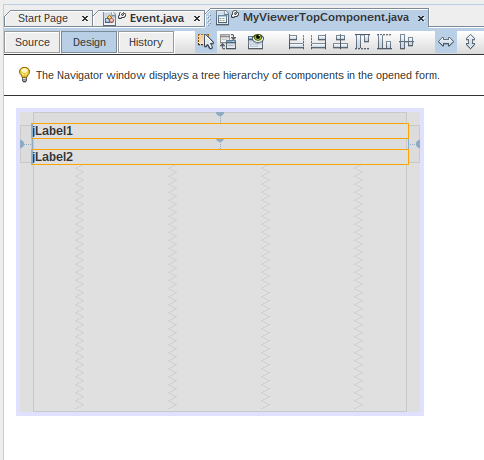 Start Page × Event.java × MyViewerTopComponent.java ×
Source Design History
The Navigator window displays a tree hierarchy of components in the opened form.
jLabel1
jLabel2